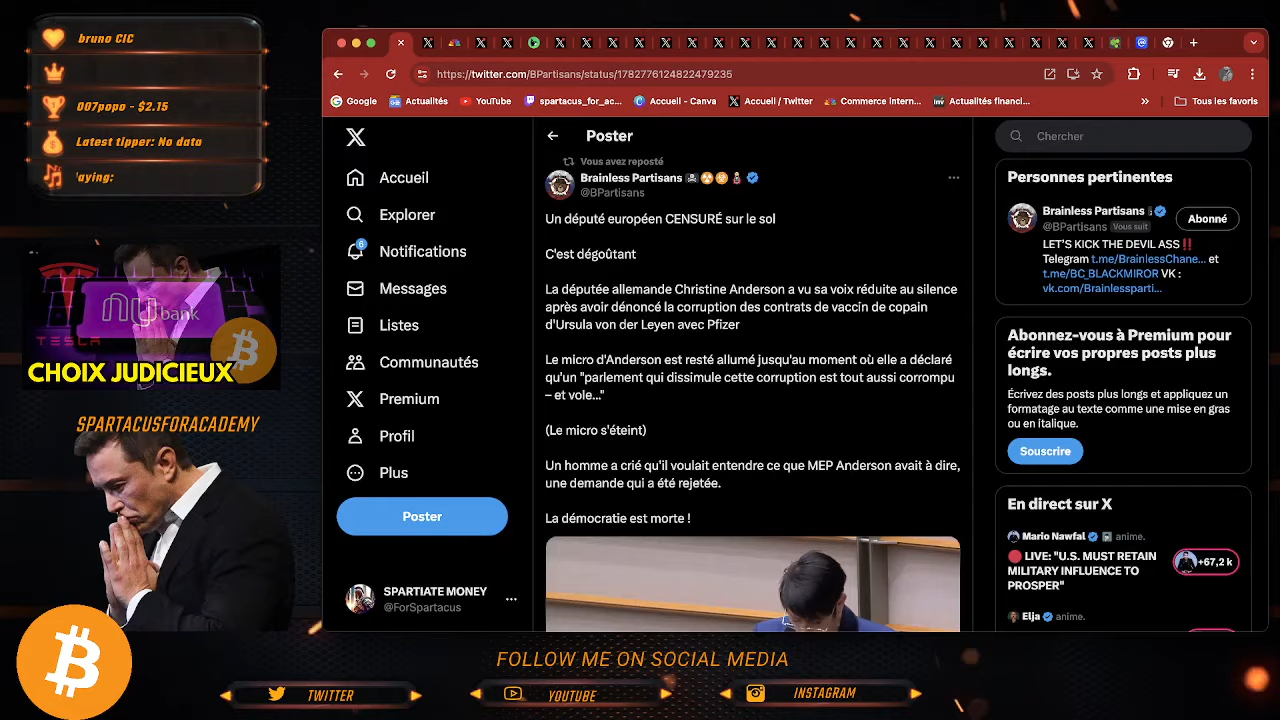 bruno CIC
007popo - $2.15
Latest tipper: No data
'aying:
TESLA
bank
CHOIX JUDICIEUX
SPARTACUSFORACADEMY
https://twitter.com/BPartisans/status/1782776124822479235
Google
Actualités
YouTube
spartacus_for_ac...
Accueil - Canva
Accueil / Twitter
Commerce intern...
Actualités financi...
»
Tous les favoris
Accueil
Explorer
6
Notifications
Messages
Listes
Communautés
Premium
Profil
Plus
Poster
SPARTIATE MONEY
@ForSpartacus
Poster
Vous avez reposté
Brainless Partisans
@BPartisans
Un député européen CENSURÉ sur le sol
C'est dégoûtant
La députée allemande Christine Anderson a vu sa voix réduite au silence
après avoir dénoncé la corruption des contrats de vaccin de copain
d'Ursula von der Leyen avec Pfizer
Le micro d'Anderson est resté allumé jusqu'au moment où elle a déclaré
qu'un "parlement qui dissimule cette corruption est tout aussi corrompu
– et vole..."
(Le micro s'éteint)
Un homme a crié qu'il voulait entendre ce que MEP Anderson avait à dire,
une demande qui a été rejetée.
La démocratie est morte !
Chercher
Personnes pertinentes
Brainless Partisans
@BPartisans Vous suit
Abonné
LET'S KICK THE DEVIL ASS‼
Telegram t.me/BrainlessChane... et
t.me/BC_BLACKMIROR VK :
vk.com/Brainlessparti...
Abonnez-vous à Premium pour
écrire vos propres posts plus
longs.
Écrivez des posts plus longs et appliquez un
formatage au texte comme une mise en gras
ou en italique.
Souscrire
En direct sur X
Mario Nawfal anime.
LIVE: "U.S. MUST RETAIN
MILITARY INFLUENCE TO
PROSPER"
+67,2 k
Elja anime.
FOLLOW ME ON SOCIAL MEDIA
TWITTER
YOUTUBE
INSTAGRAM